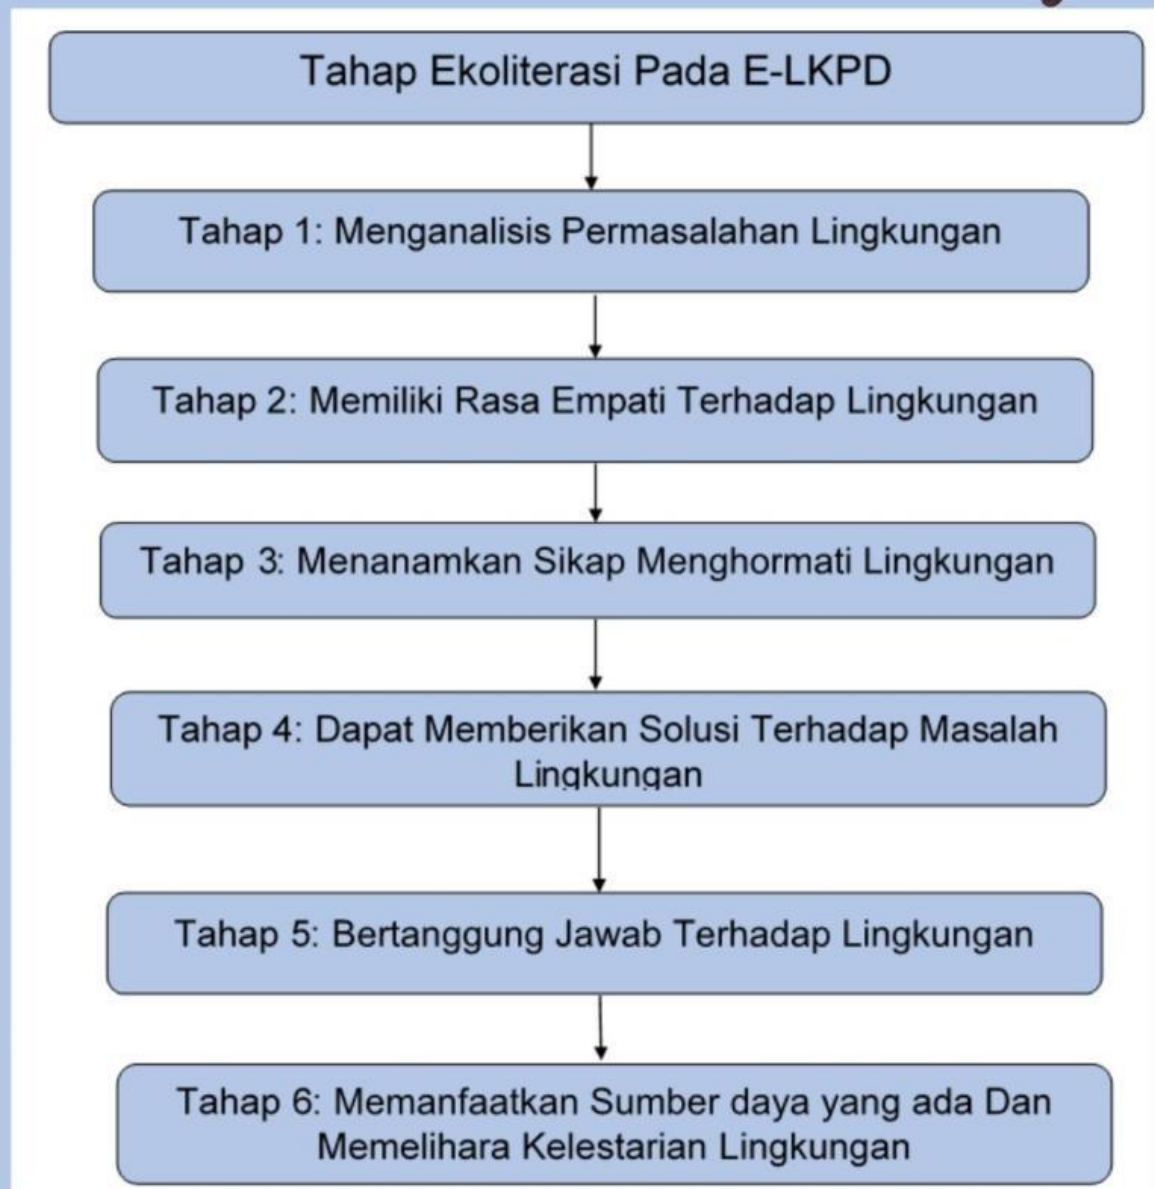 Tahap Ekoliterasi Pada E-LKPD
Tahap 1: Menganalisis Permasalahan Lingkungan
Tahap 2: Memiliki Rasa Empati Terhadap Lingkungan
Tahap 3: Menanamkan Sikap Menghormati Lingkungan
Tahap 4: Dapat Memberikan Solusi Terhadap Masalah
Lingkungan
Tahap 5: Bertanggung Jawab Terhadap Lingkungan
Tahap 6: Memanfaatkan Sumber daya yang ada Dan
Memelihara Kelestarian Lingkungan